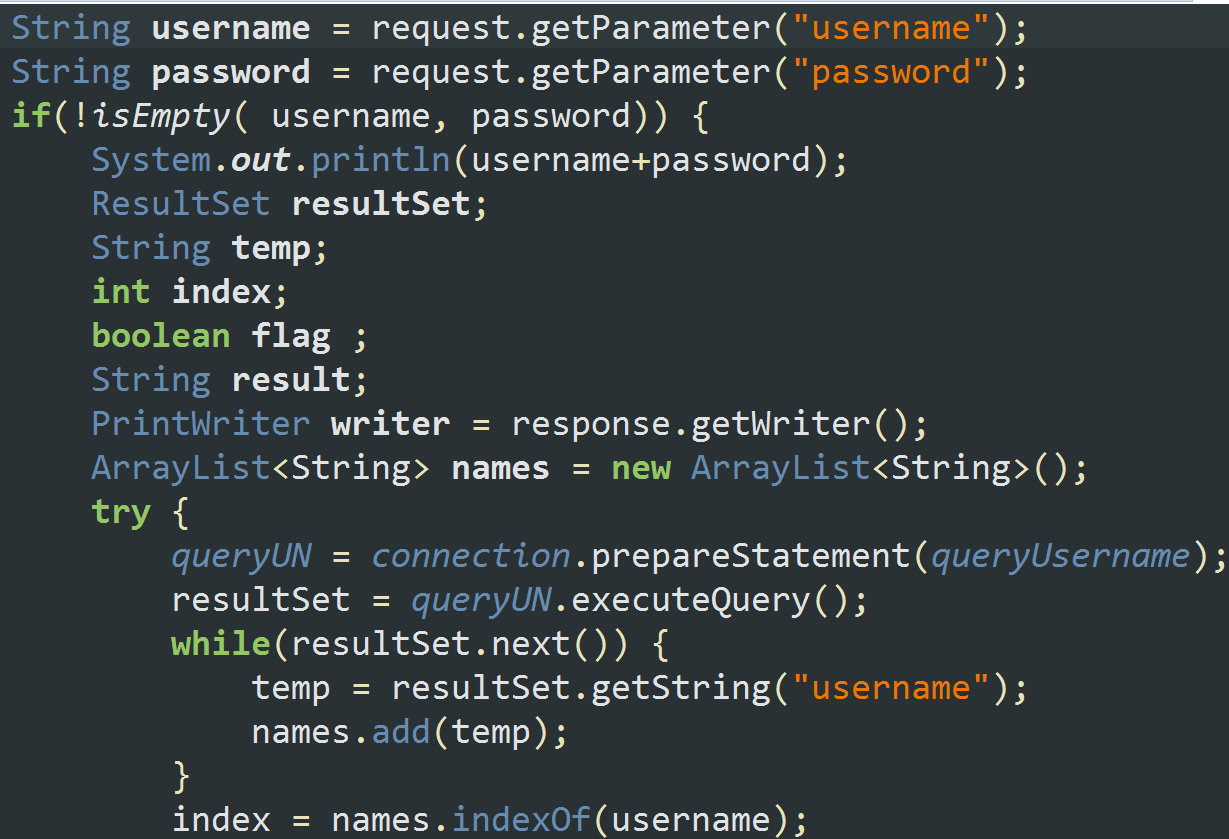 String username = request.getParameter("username");
String password = request.getParameter("password");
if(!isEmpty( username, password)) {
    System.out.println(username+password);
    ResultSet resultSet;
    String temp;
    int index;
    boolean flag ;
    String result;
    PrintWriter writer = response.getWriter();
    ArrayList<String> names = new ArrayList<String>();
    try {
        queryUN = connection.prepareStatement(queryUsername);
        resultSet = queryUN.executeQuery();
        while(resultSet.next()) {
            temp = resultSet.getString("username");
            names.add(temp);
        }
        index = names.indexOf(username);